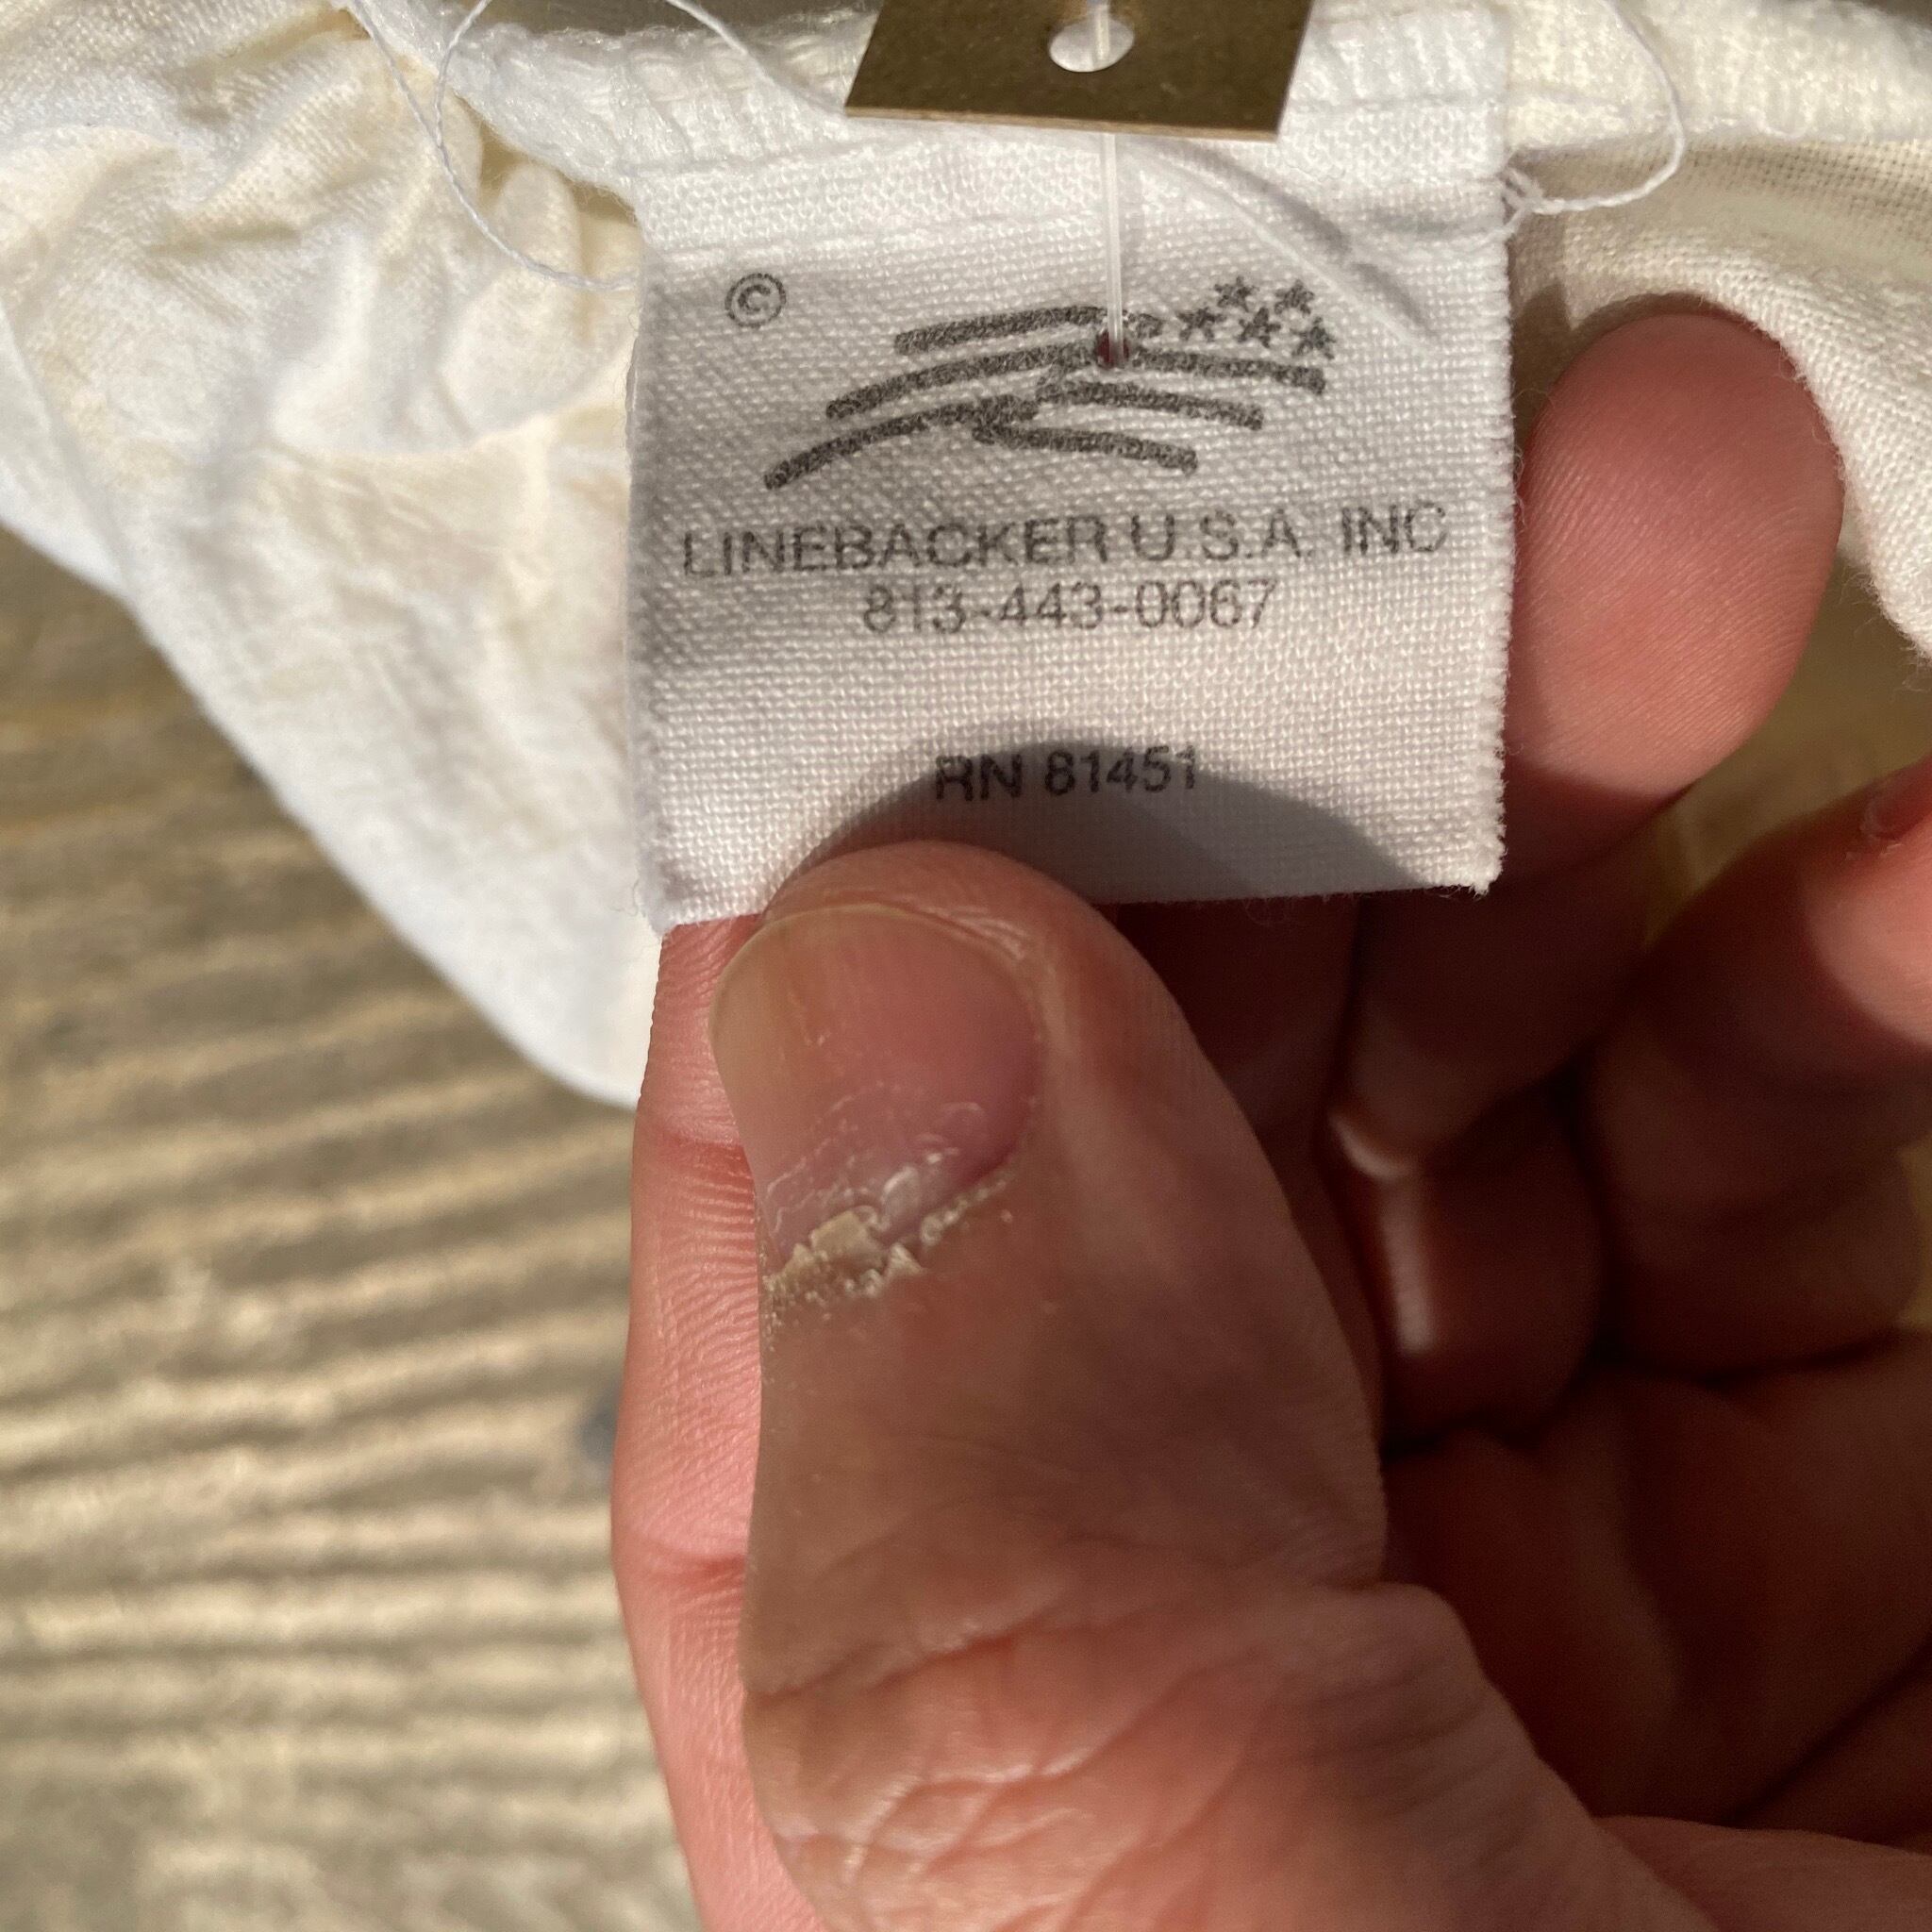 ©
LINEBACKER U.S.A. INC
813-443-0067
RN 81451